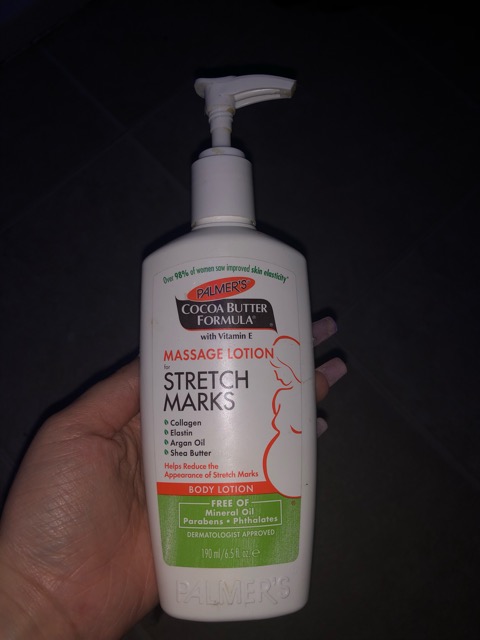 Over 98% of women saw improved skin elasticity*
PALMER'S
COCOA BUTTER
FORMULA®
with Vitamin E
MASSAGE LOTION
for
STRETCH
MARKS
Collagen
Elastin
Argan Oil
Shea Butter
Helps Reduce the
Appearance of Stretch Marks
BODY LOTION
FREE OF
Mineral Oil
Parabens • Phthalates
DERMATOLOGIST APPROVED
190 ml/6.5 fl. oz. ℮
PALMER'S